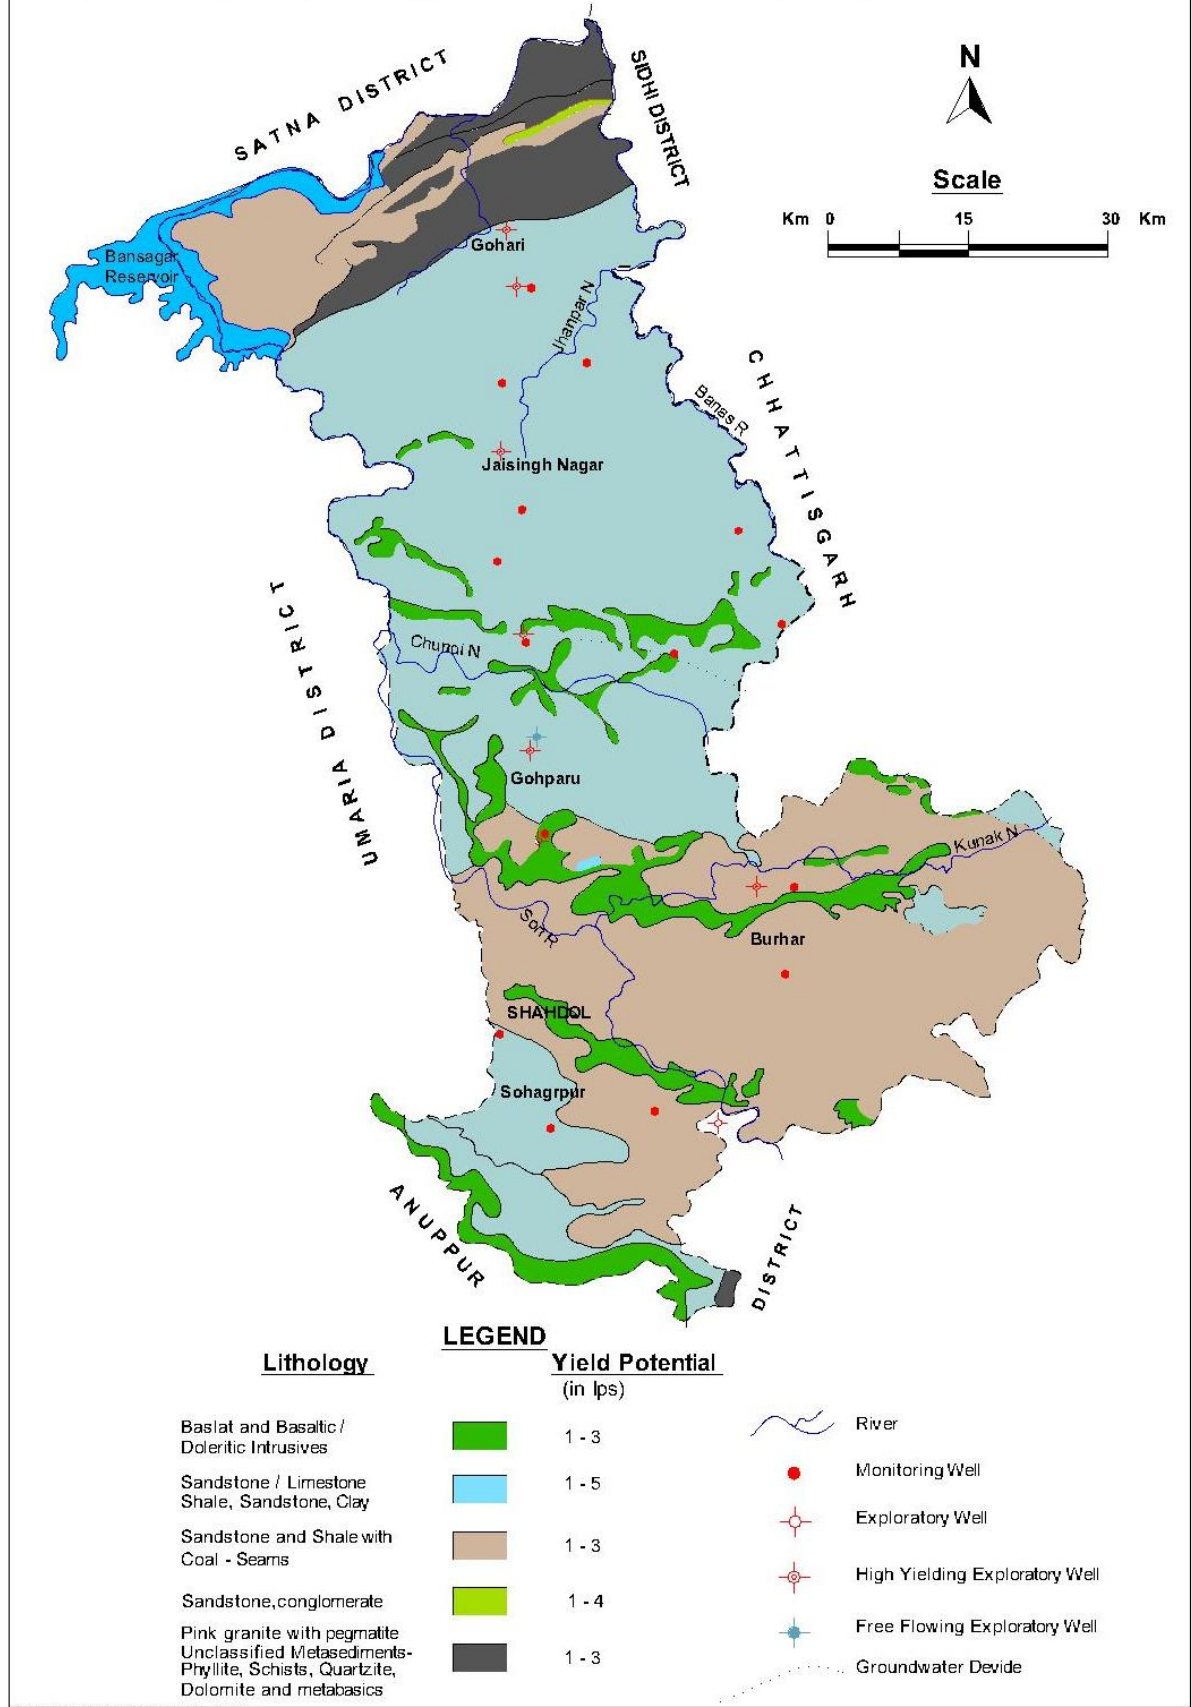 N
SATNA DISTRICT
SIDHI DISTRICT
Scale
Km 0 15 30 Km
Bansagar
Reservoir
Gohari
Jhanpar N
Banas R
CHHATTISGARH
Jaisingh Nagar
UMARIA DISTRICT
Gohparu
Kunak N
Son R
Burhar
SHAHDOL
Sohagrpur
ANUPPUR
DISTRICT
LEGEND
Lithology
Yield Potential
(in lps)
Baslat and Basaltic /
Doleritic Intrusives
1 - 3
Sandstone / Limestone
Shale, Sandstone, Clay
1 - 5
Sandstone and Shale with
Coal - Seams
1 - 3
Sandstone, conglomerate
1 - 4
Pink granite with pegmatite
Unclassified Metasediments-
Phyllite, Schists, Quartzite,
Dolomite and metabasics
1 - 3
River
Monitoring Well
Exploratory Well
High Yielding Exploratory Well
Free Flowing Exploratory Well
Groundwater Devide